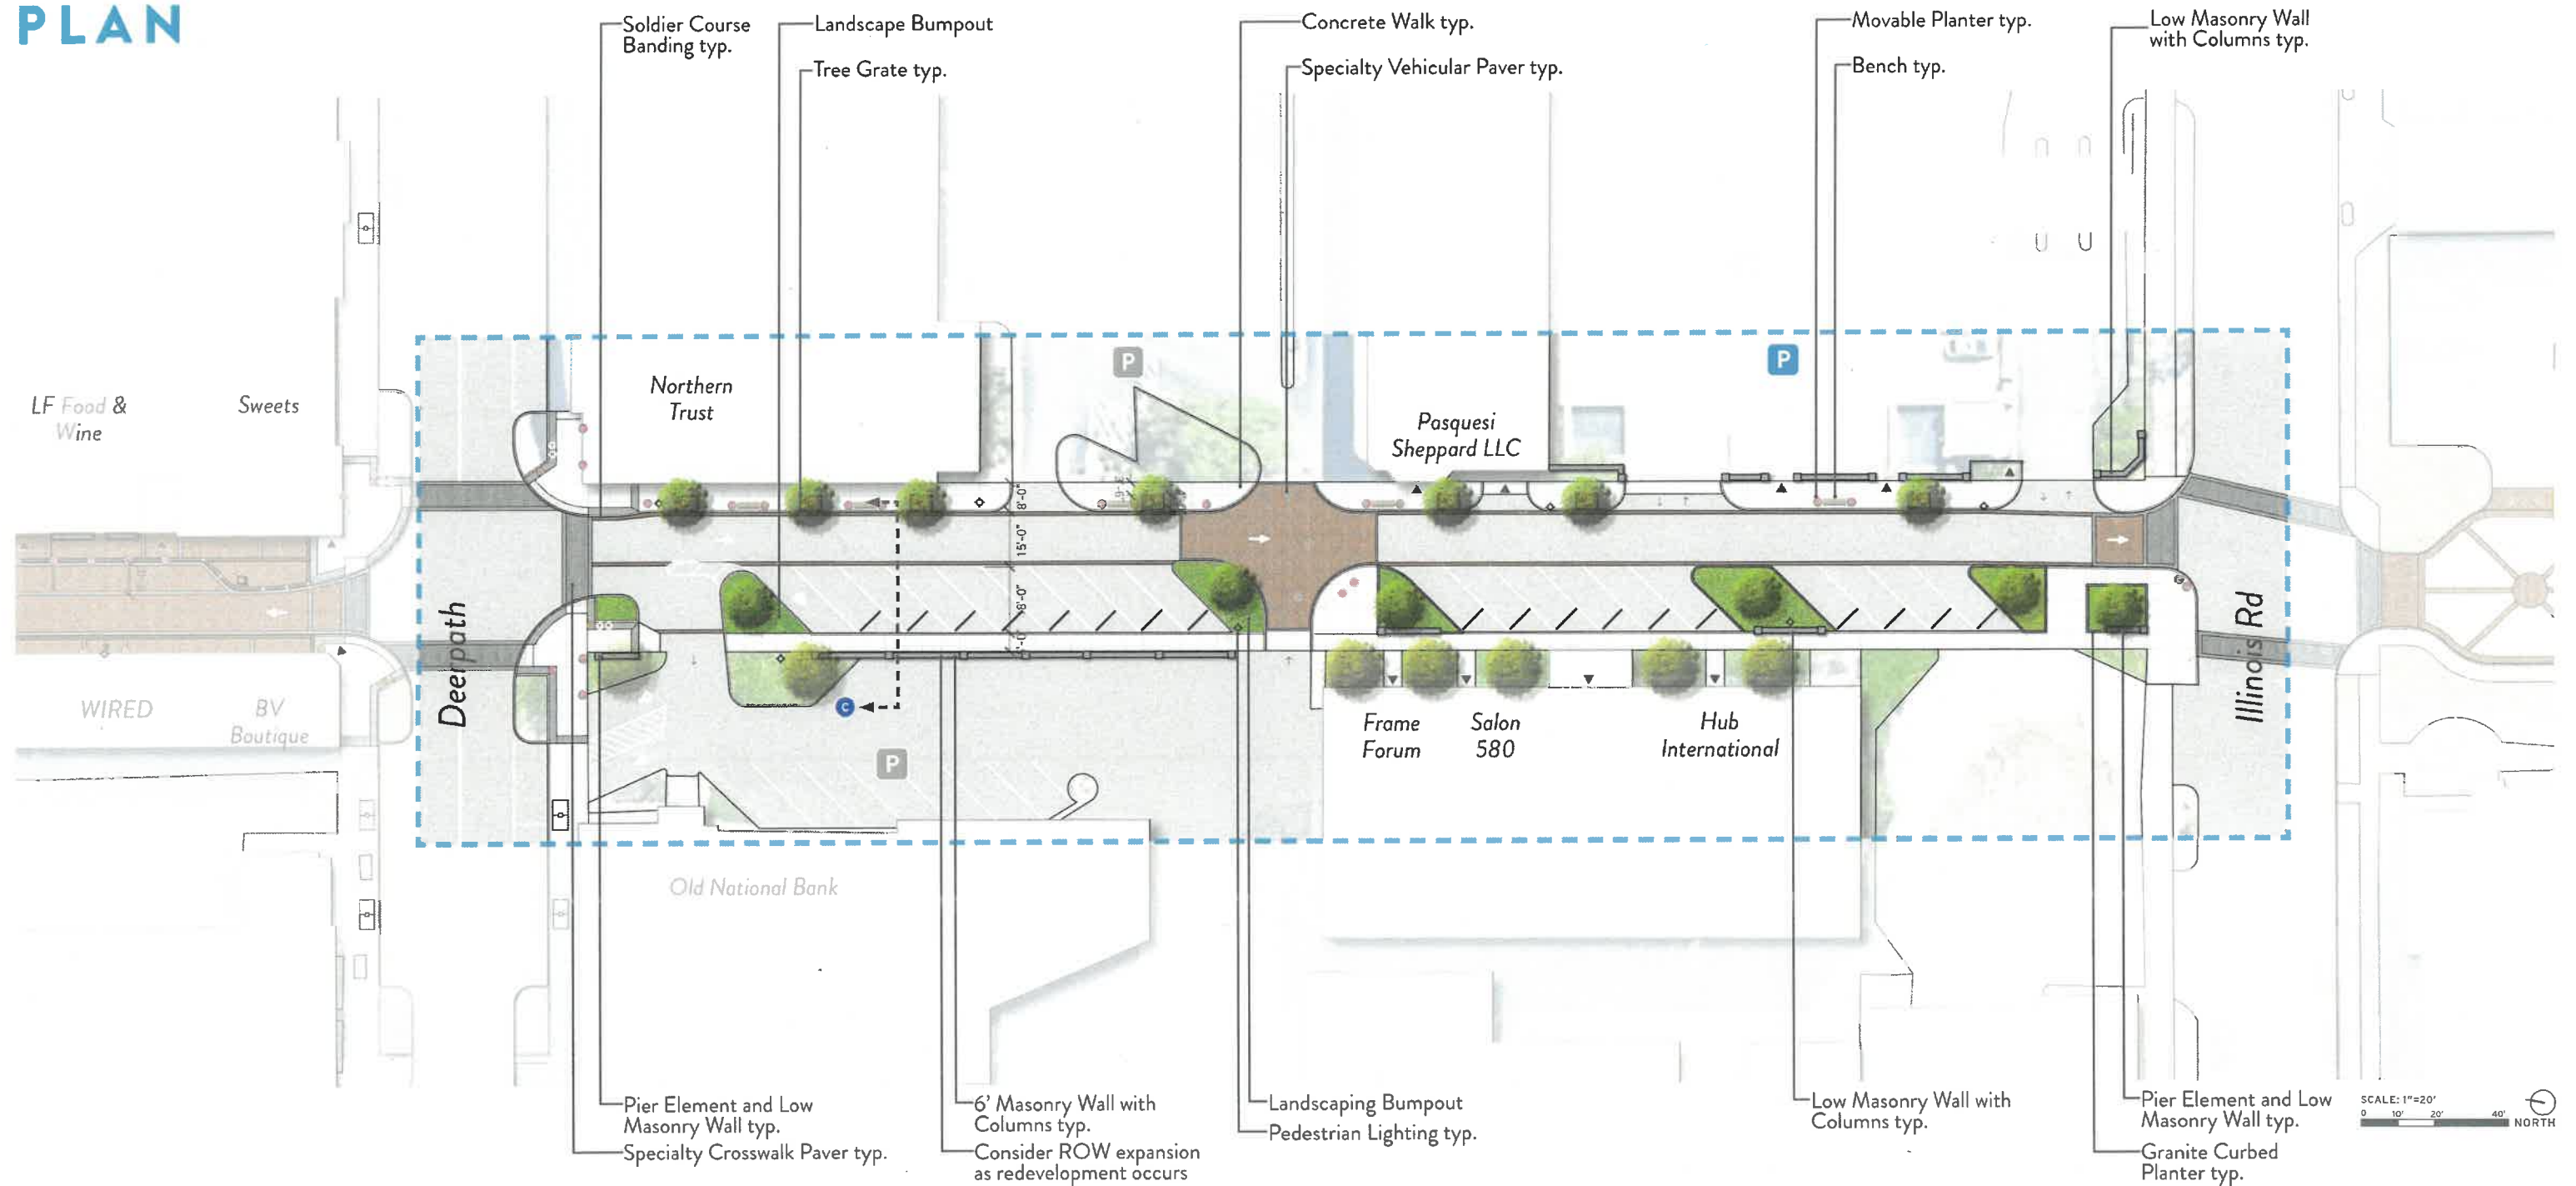 PLAN
Soldier Course
Banding typ.
Landscape Bumpout
Tree Grate typ.
Concrete Walk typ.
Specialty Vehicular Paver typ.
Movable Planter typ.
Bench typ.
Low Masonry Wall
with Columns typ.
P
P
Northern
Trust
LF Food &
Wine
Sweets
Pasquesi
Sheppard LLC
8'-0"
15'-0"
Deerpath
Illinois Rd
WIRED
BV
Boutique
C
P
Frame
Forum
Salon
580
Hub
International
Old National Bank
Pier Element and Low
Masonry Wall typ.
Specialty Crosswalk Paver typ.
6' Masonry Wall with
Columns typ.
Consider ROW expansion
as redevelopment occurs
Landscaping Bumpout
Pedestrian Lighting typ.
Low Masonry Wall with
Columns typ.
Pier Element and Low
Masonry Wall typ.
Granite Curbed
Planter typ.
SCALE: 1"=20'
0 10' 20' 40'
NORTH